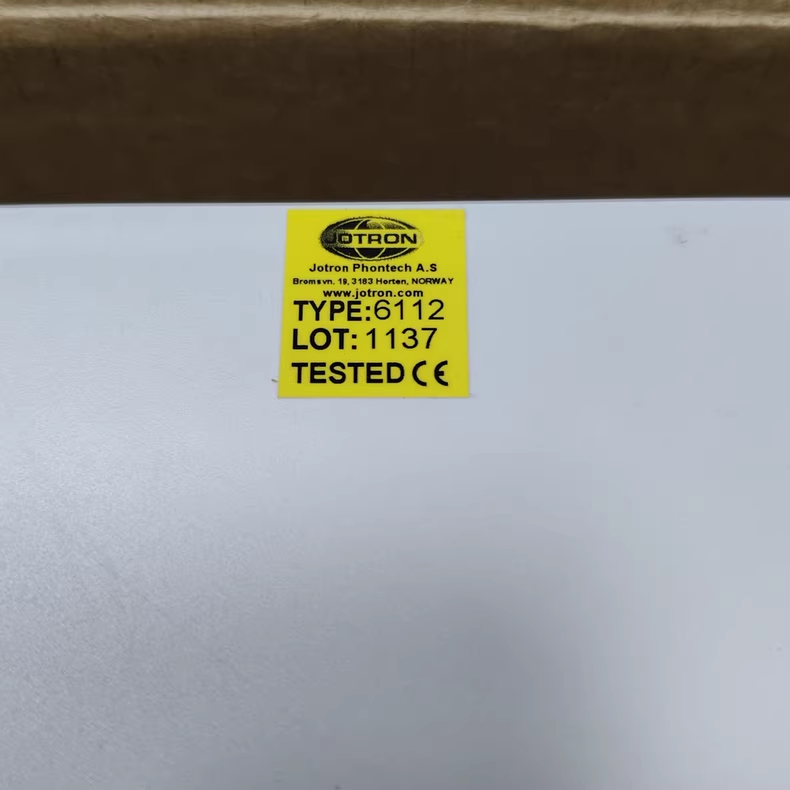 JOTRON
Jotron Phontech A.S
Bromsvn. 19, 3183 Horten, NORWAY
www.jotron.com
TYPE:6112
LOT: 1137
TESTED CE